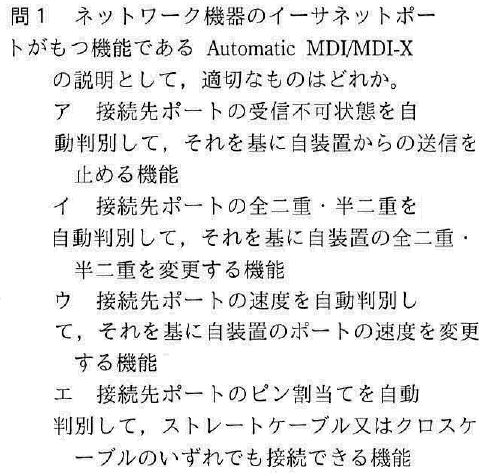 問1　ネットワーク機器のイーサネットポー
トがもつ機能である Automatic MDI/MDI-X
の説明として，適切なものはどれか。
ア　接続先ポートの受信不可状態を自
動判別して，それを基に自装置からの送信を
止める機能
イ　接続先ポートの全二重・半二重を
自動判別して，それを基に自装置の全二重・
半二重を変更する機能
ウ　接続先ポートの速度を自動判別し
て，それを基に自装置のポートの速度を変更
する機能
エ　接続先ポートのピン割当てを自動
判別して，ストレートケーブル又はクロスケ
ーブルのいずれでも接続できる機能